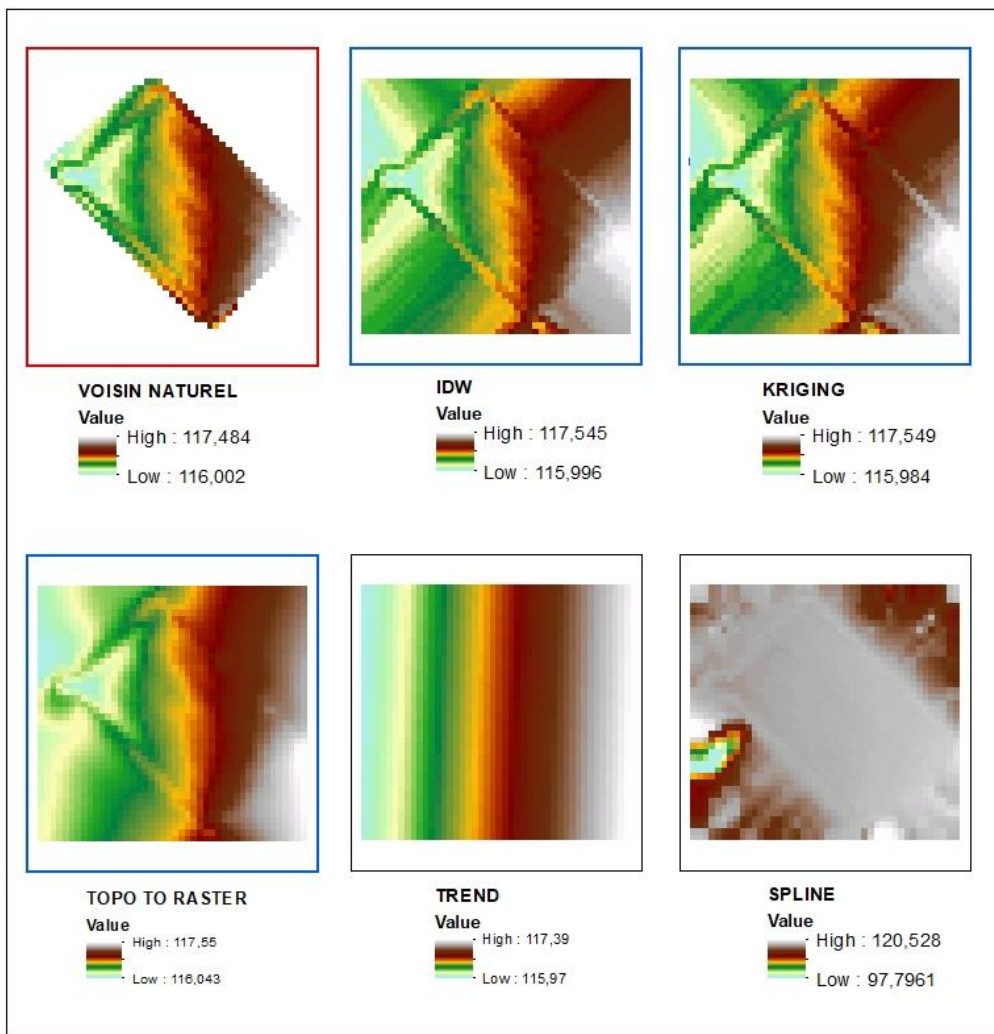 VOISIN NATUREL
Value
High : 117,484
Low : 116,002
IDW
Value
High : 117,545
Low : 115,996
KRIGING
Value
High : 117,549
Low : 115,984
TOPO TO RASTER
Value
High : 117,55
Low : 116,043
TREND
Value
High : 117,39
Low : 115,97
SPLINE
Value
High : 120,528
Low : 97,7961